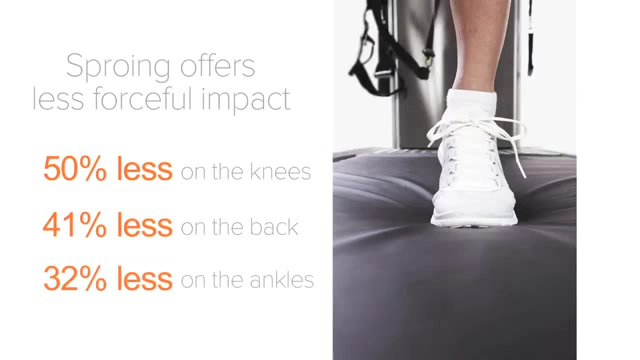 Sproing offers
less forceful impact
50% less on the knees
41% less on the back
32% less on the ankles